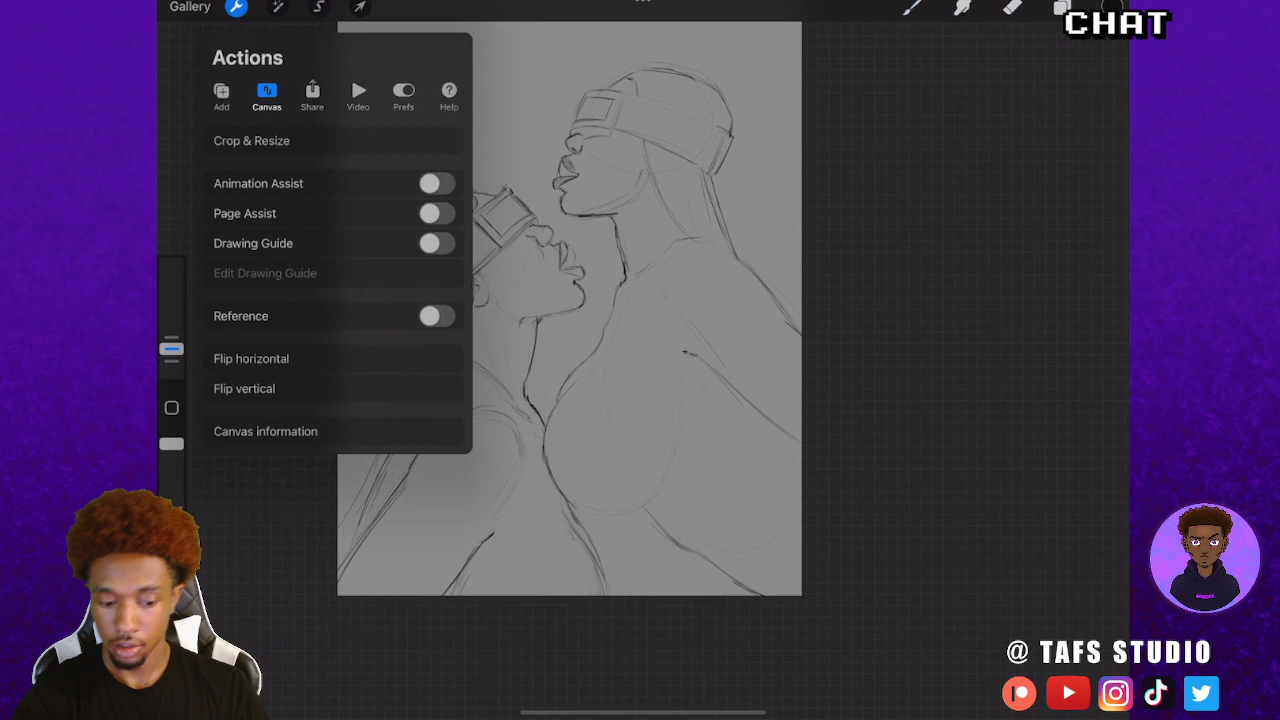 Gallery
CHAT
Actions
Add Canvas Share Video Prefs Help
Crop & Resize
Animation Assist
Page Assist
Drawing Guide
Edit Drawing Guide
Reference
Flip horizontal
Flip vertical
Canvas information
@ TAFS STUDIO